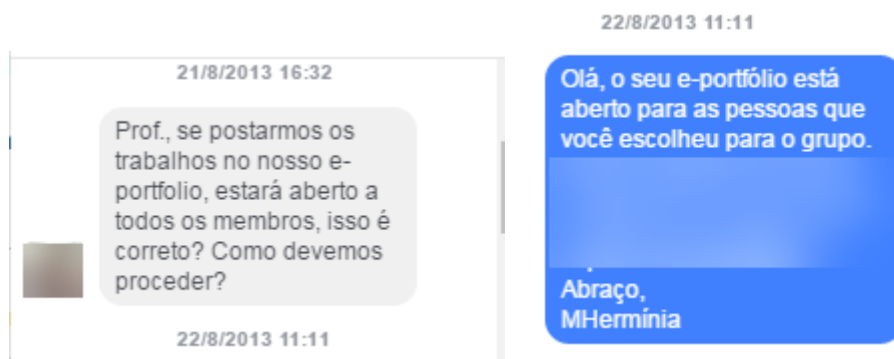 21/8/2013 16:32
Prof., se postarmos os
trabalhos no nosso e-
portfolio, estará aberto a
todos os membros, isso é
correto? Como devemos
proceder?
22/8/2013 11:11
22/8/2013 11:11
Olá, o seu e-portfólio está
aberto para as pessoas que
você escolheu para o grupo.
Abraço,
MHermínia